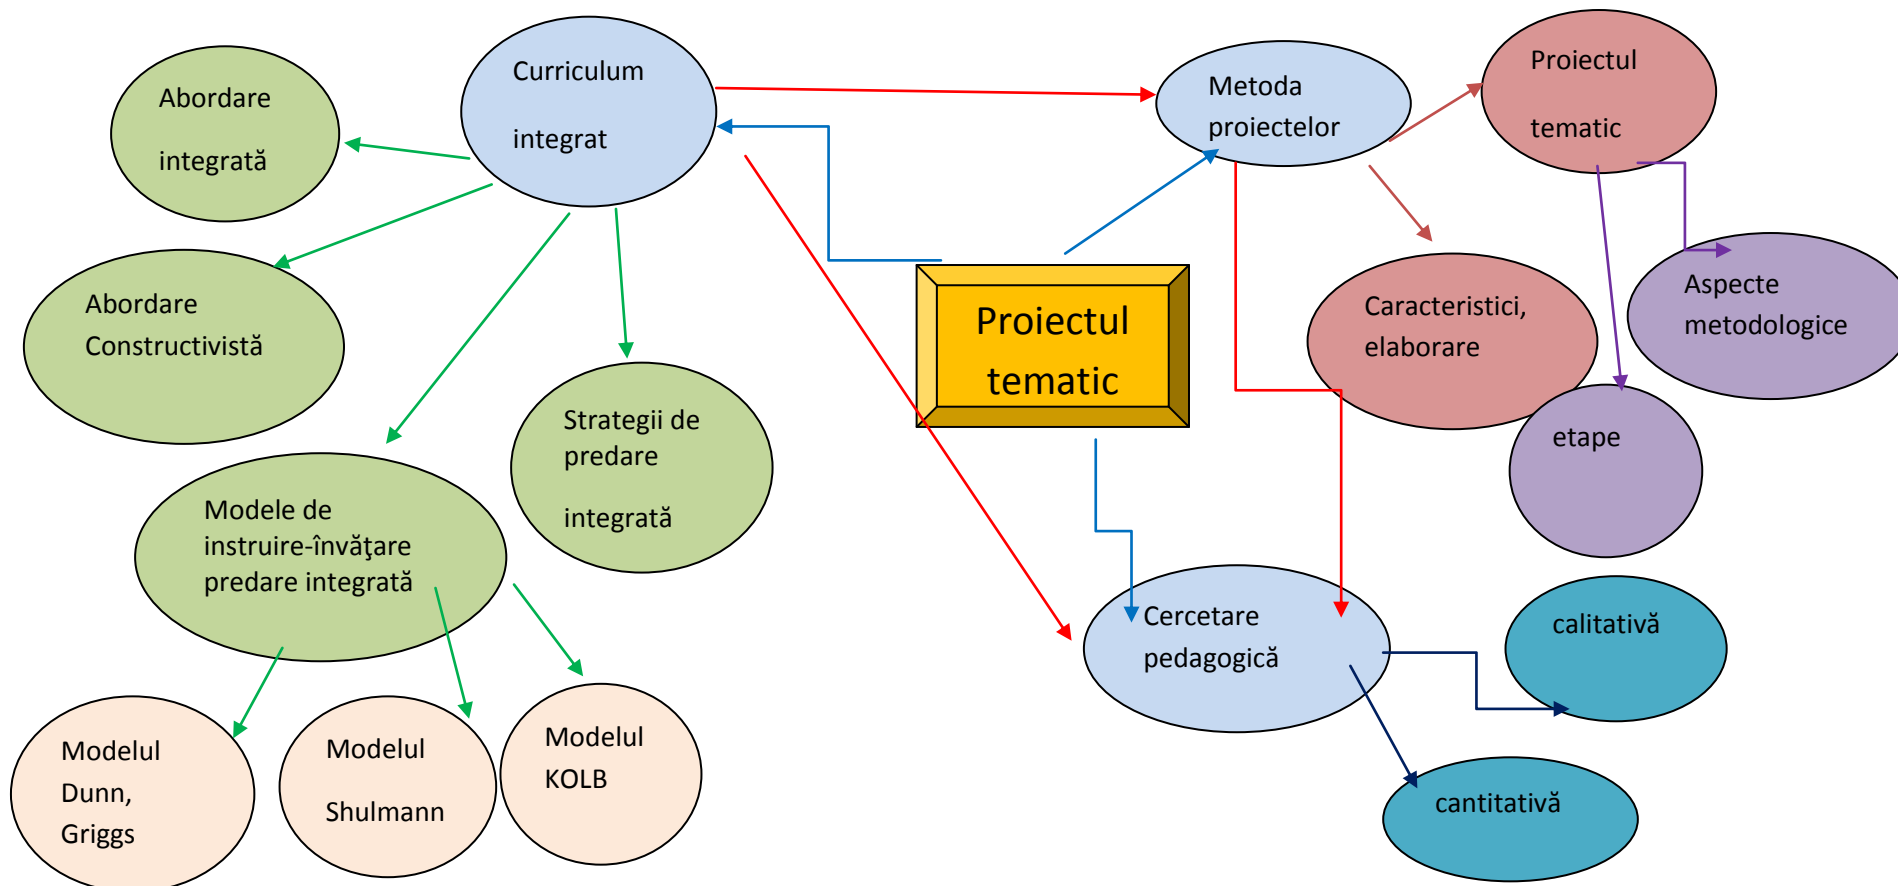 Curriculum
integrat
Abordare
integrată
Metoda
proiectelor
Proiectul
tematic
Abordare
Constructivistă
Proiectul
tematic
Caracteristici,
elaborare
Aspecte
metodologice
Strategii de
predare
integrată
etape
Modele de
instruire-învăţare
predare integrată
Cercetare
pedagogică
calitativă
cantitativă
Modelul
Dunn,
Griggs
Modelul
Shulmann
Modelul
KOLB